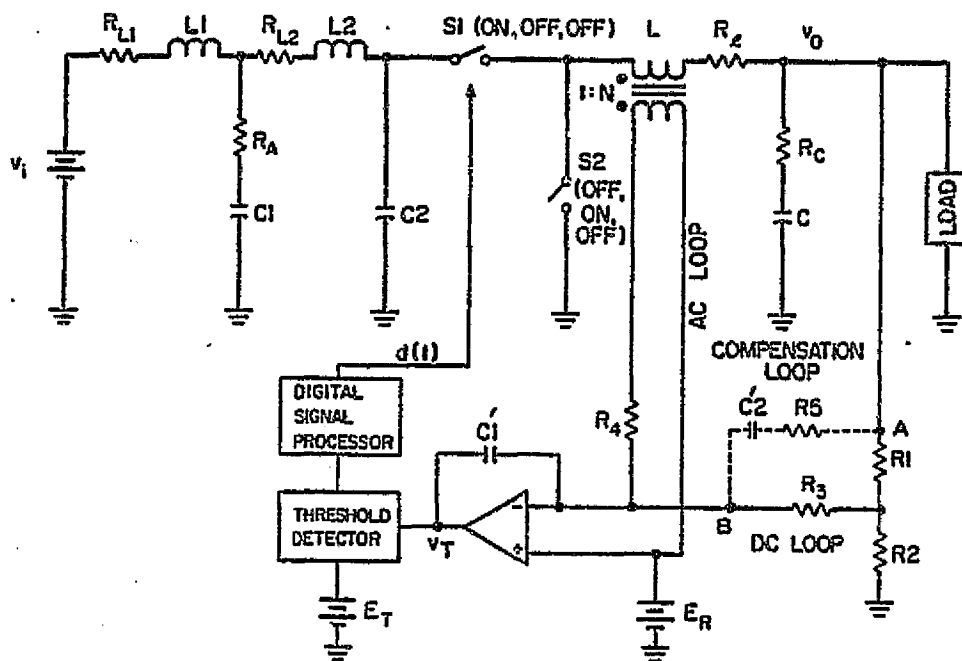 R_L1
L1
R_L2
L2
S1 (ON, OFF, OFF)
L
R_ℓ
v_o
1:N
v_i
R_A
C1
C2
S2
(OFF,
ON,
OFF)
R_C
C
LOAD
AC LOOP
d(t)
COMPENSATION
LOOP
DIGITAL
SIGNAL
PROCESSOR
C1'
R4
C2'
R5
A
R1
THRESHOLD
DETECTOR
v_T
-
+
B
R3
DC LOOP
R2
E_T
E_R